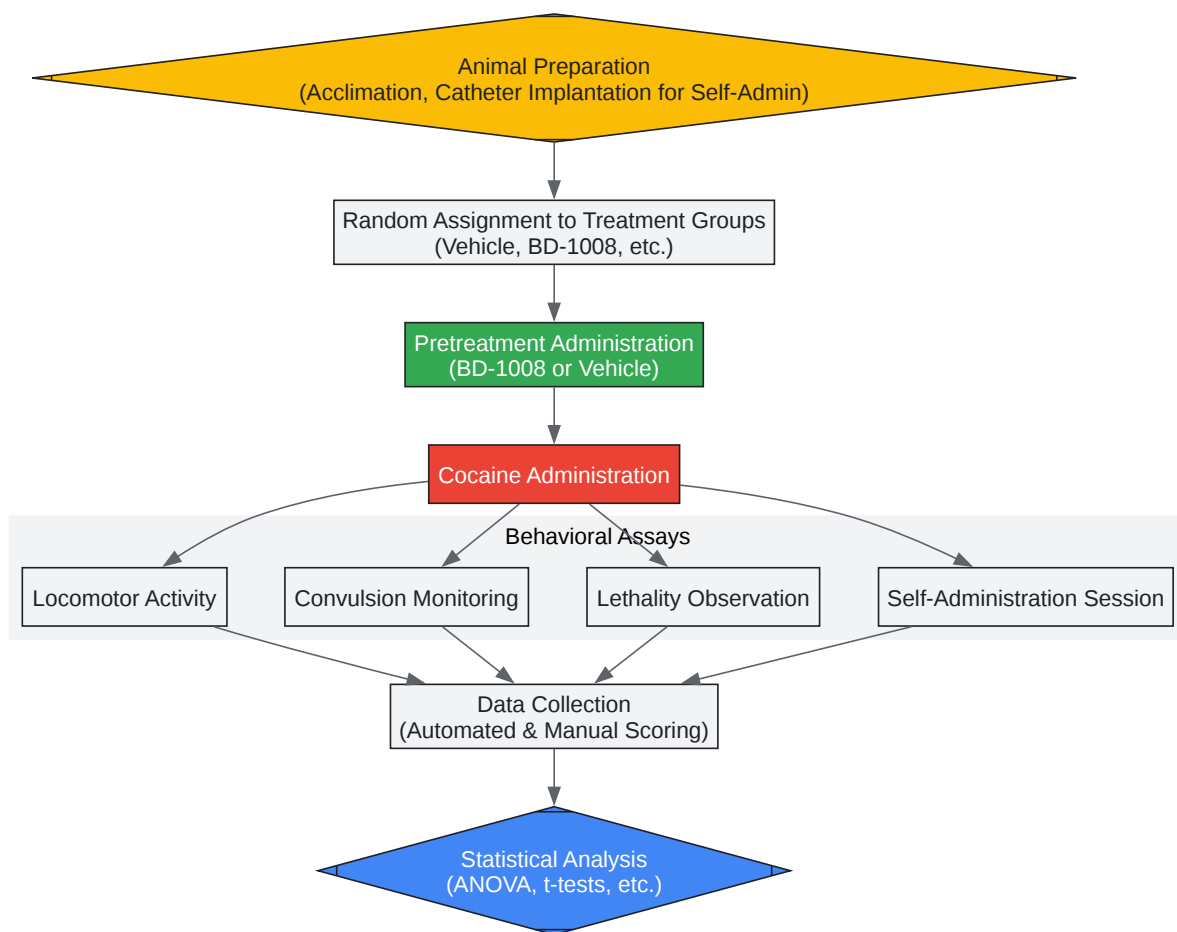 Animal Preparation
(Acclimation, Catheter Implantation for Self-Admin)
Random Assignment to Treatment Groups
(Vehicle, BD-1008, etc.)
Pretreatment Administration
(BD-1008 or Vehicle)
Cocaine Administration
Behavioral Assays
Locomotor Activity
Convulsion Monitoring
Lethality Observation
Self-Administration Session
Data Collection
(Automated & Manual Scoring)
Statistical Analysis
(ANOVA, t-tests, etc.)